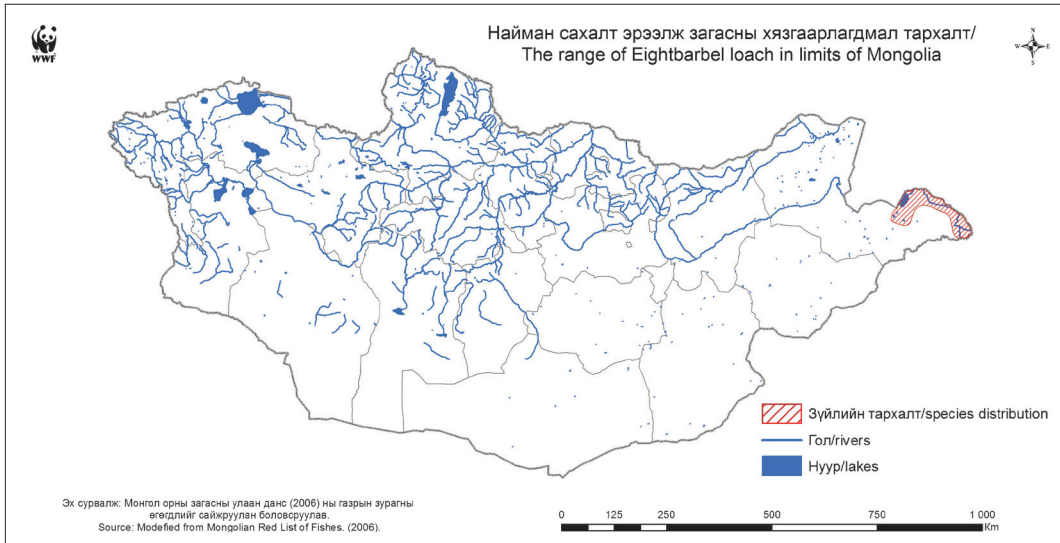 WWF
Найман сахалт эрээлж загасны хязгаарлагдмал тархалт/
The range of Eightbarbel loach in limits of Mongolia
N
W E
S
Зүйлийн тархалт/species distribution
Гол/rivers
Нуур/lakes
Эх сурвалж: Монгол орны загасны улаан данс (2006) ны газрын зурагны
өгөгдлийг сайжруулан боловсруулав.
Source: Modefied from Mongolian Red List of Fishes. (2006).
0 125 250 500 750 1 000
Km